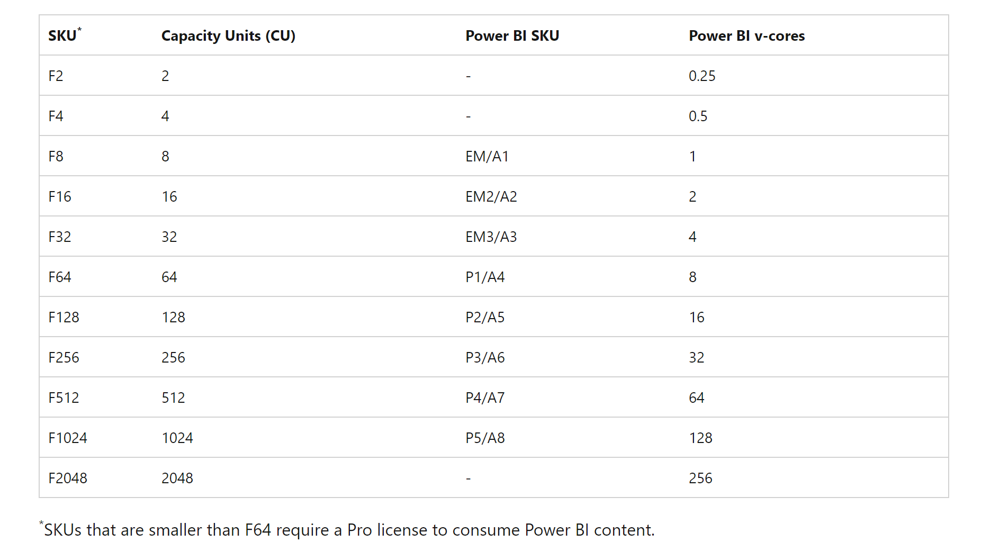 SKU* Capacity Units (CU) Power BI SKU Power BI v-cores
F2 2 - 0.25
F4 4 - 0.5
F8 8 EM/A1 1
F16 16 EM2/A2 2
F32 32 EM3/A3 4
F64 64 P1/A4 8
F128 128 P2/A5 16
F256 256 P3/A6 32
F512 512 P4/A7 64
F1024 1024 P5/A8 128
F2048 2048 - 256
*SKUs that are smaller than F64 require a Pro license to consume Power BI content.